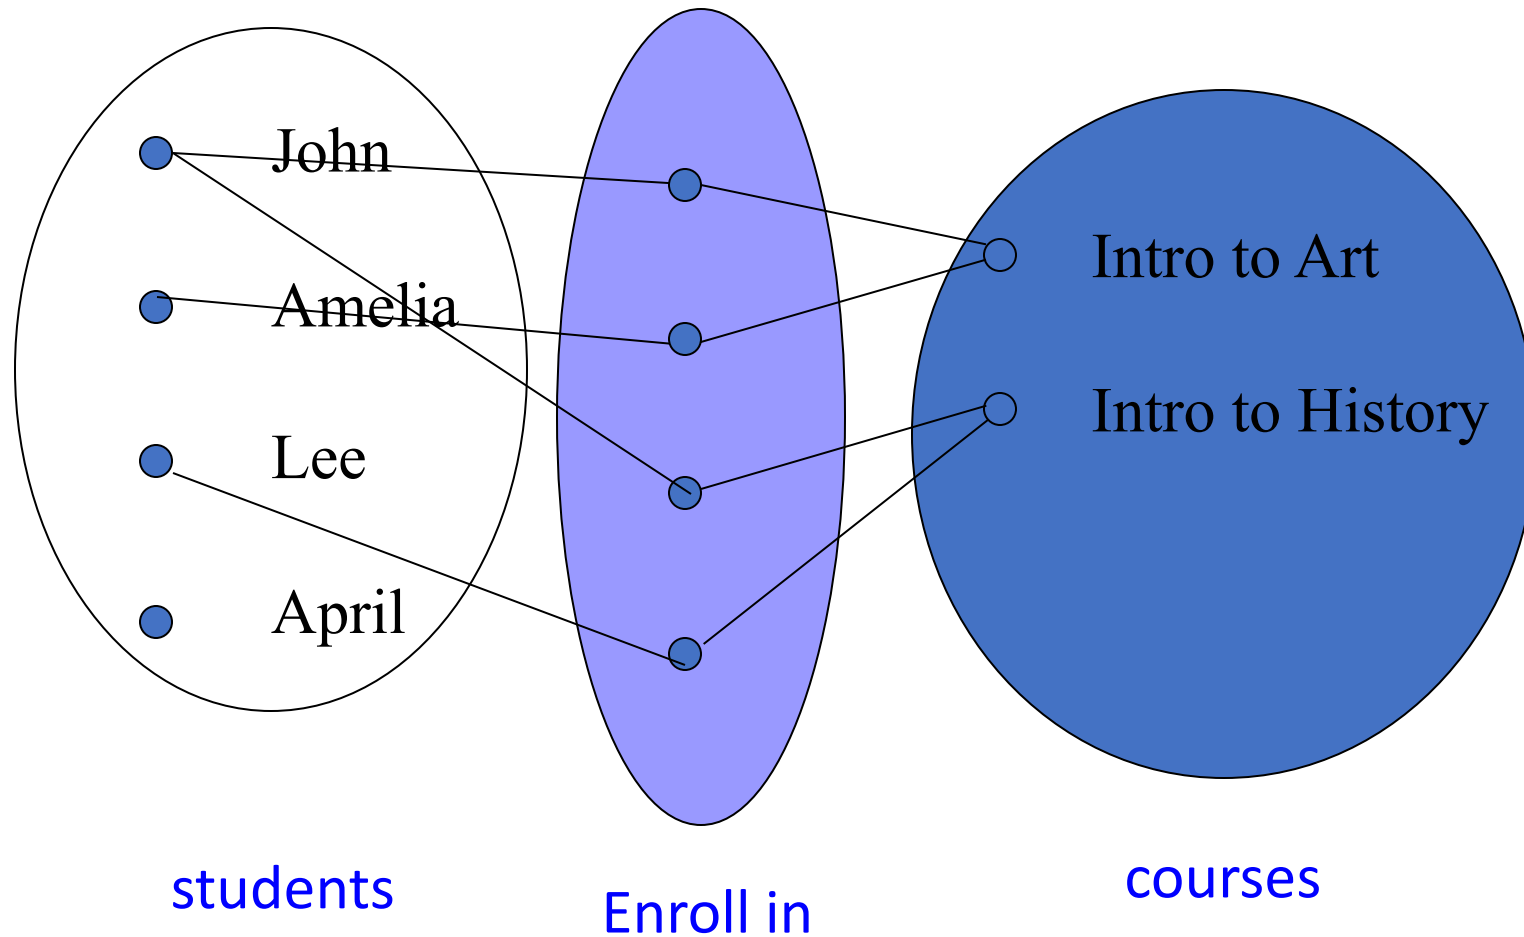 John
Amelia
Lee
April
Intro to Art
Intro to History
students
Enroll in
courses